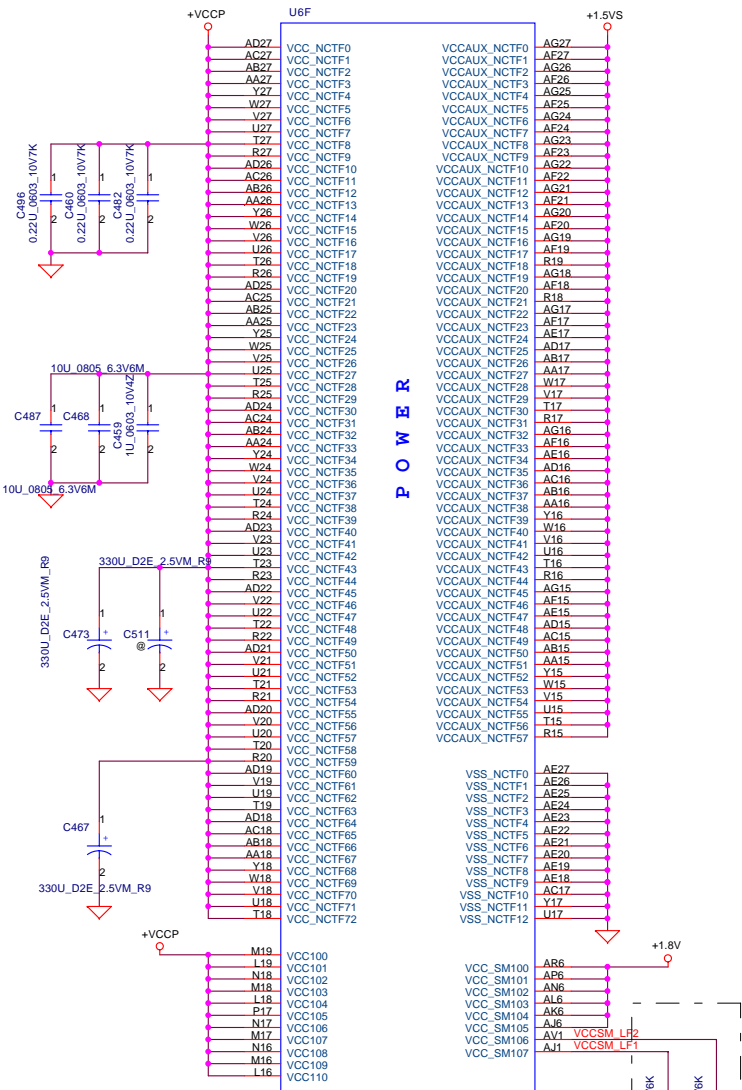 +VCCP U6F +1.5VS
AD27 VCC_NCTF0 VCCAUX_NCTF0 AG27
AC27 VCC_NCTF1 VCCAUX_NCTF1 AF27
AB27 VCC_NCTF2 VCCAUX_NCTF2 AG26
AA27 VCC_NCTF3 VCCAUX_NCTF3 AF26
Y27 VCC_NCTF4 VCCAUX_NCTF4 AG25
W27 VCC_NCTF5 VCCAUX_NCTF5 AF25
V27 VCC_NCTF6 VCCAUX_NCTF6 AG24
U27 VCC_NCTF7 VCCAUX_NCTF7 AF24
T27 VCC_NCTF8 VCCAUX_NCTF8 AG23
R27 VCC_NCTF9 VCCAUX_NCTF9 AF23
AD26 VCC_NCTF10 VCCAUX_NCTF10 AG22
AC26 VCC_NCTF11 VCCAUX_NCTF11 AF22
AB26 VCC_NCTF12 VCCAUX_NCTF12 AG21
AA26 VCC_NCTF13 VCCAUX_NCTF13 AF21
Y26 VCC_NCTF14 VCCAUX_NCTF14 AG20
W26 VCC_NCTF15 VCCAUX_NCTF15 AF20
V26 VCC_NCTF16 VCCAUX_NCTF16 AG19
U26 VCC_NCTF17 VCCAUX_NCTF17 AF19
T26 VCC_NCTF18 VCCAUX_NCTF18 R19
R26 VCC_NCTF19 VCCAUX_NCTF19 AG18
AD25 VCC_NCTF20 VCCAUX_NCTF20 AF18
AC25 VCC_NCTF21 VCCAUX_NCTF21 R18
AB25 VCC_NCTF22 VCCAUX_NCTF22 AG17
AA25 VCC_NCTF23 VCCAUX_NCTF23 AF17
Y25 VCC_NCTF24 VCCAUX_NCTF24 AE17
W25 VCC_NCTF25 VCCAUX_NCTF25 AD17
V25 VCC_NCTF26 VCCAUX_NCTF26 AB17
U25 VCC_NCTF27 VCCAUX_NCTF27 AA17
T25 VCC_NCTF28 VCCAUX_NCTF28 W17
R25 VCC_NCTF29 VCCAUX_NCTF29 V17
AD24 VCC_NCTF30 VCCAUX_NCTF30 T17
AC24 VCC_NCTF31 VCCAUX_NCTF31 R17
AB24 VCC_NCTF32 VCCAUX_NCTF32 AG16
AA24 VCC_NCTF33 VCCAUX_NCTF33 AF16
Y24 VCC_NCTF34 VCCAUX_NCTF34 AE16
W24 VCC_NCTF35 VCCAUX_NCTF35 AD16
V24 VCC_NCTF36 VCCAUX_NCTF36 AC16
U24 VCC_NCTF37 VCCAUX_NCTF37 AB16
T24 VCC_NCTF38 VCCAUX_NCTF38 AA16
R24 VCC_NCTF39 VCCAUX_NCTF39 Y16
AD23 VCC_NCTF40 VCCAUX_NCTF40 W16
V23 VCC_NCTF41 VCCAUX_NCTF41 V16
U23 VCC_NCTF42 VCCAUX_NCTF42 U16
T23 VCC_NCTF43 VCCAUX_NCTF43 T16
R23 VCC_NCTF44 VCCAUX_NCTF44 R16
AD22 VCC_NCTF45 VCCAUX_NCTF45 AG15
V22 VCC_NCTF46 VCCAUX_NCTF46 AF15
U22 VCC_NCTF47 VCCAUX_NCTF47 AE15
T22 VCC_NCTF48 VCCAUX_NCTF48 AD15
R22 VCC_NCTF49 VCCAUX_NCTF49 AC15
AD21 VCC_NCTF50 VCCAUX_NCTF50 AB15
V21 VCC_NCTF51 VCCAUX_NCTF51 AA15
U21 VCC_NCTF52 VCCAUX_NCTF52 Y15
T21 VCC_NCTF53 VCCAUX_NCTF53 W15
R21 VCC_NCTF54 VCCAUX_NCTF54 V15
AD20 VCC_NCTF55 VCCAUX_NCTF55 U15
V20 VCC_NCTF56 VCCAUX_NCTF56 T15
U20 VCC_NCTF57 VCCAUX_NCTF57 R15
T20 VCC_NCTF58
R20 VCC_NCTF59
AD19 VCC_NCTF60 VSS_NCTF0 AE27
V19 VCC_NCTF61 VSS_NCTF1 AE26
U19 VCC_NCTF62 VSS_NCTF2 AE25
T19 VCC_NCTF63 VSS_NCTF3 AE24
AD18 VCC_NCTF64 VSS_NCTF4 AE23
AC18 VCC_NCTF65 VSS_NCTF5 AE22
AB18 VCC_NCTF66 VSS_NCTF6 AE21
AA18 VCC_NCTF67 VSS_NCTF7 AE20
Y18 VCC_NCTF68 VSS_NCTF8 AE19
W18 VCC_NCTF69 VSS_NCTF9 AE18
V18 VCC_NCTF70 VSS_NCTF10 AC17
U18 VCC_NCTF71 VSS_NCTF11 Y17
T18 VCC_NCTF72 VSS_NCTF12 U17
POWER
C496 0.22U_0603_10V7K 1 2
C460 0.22U_0603_10V7K 1 2
C482 0.22U_0603_10V7K 1 2
10U_0805_6.3V6M
C487 1 2
C468 1 2
C459 1U_0603_10V4Z 1 2
10U_0805_6.3V6M
330U_D2E_2.5VM_R9
330U_D2E_2.5VM_R9
C473 1 + 2
C511 @ 1 + 2
C467 1 + 2
330U_D2E_2.5VM_R9
+VCCP +1.8V
M19 VCC100
L19 VCC101 VCC_SM100 AR6
N18 VCC102 VCC_SM101 AP6
M18 VCC103 VCC_SM102 AN6
L18 VCC104 VCC_SM103 AL6
P17 VCC105 VCC_SM104 AK6
N17 VCC106 VCC_SM105 AJ6
M17 VCC107 VCC_SM106 AV1 VCCSM_LF2
N16 VCC108 VCC_SM107 AJ1 VCCSM_LF1
M16 VCC109
L16 VCC110